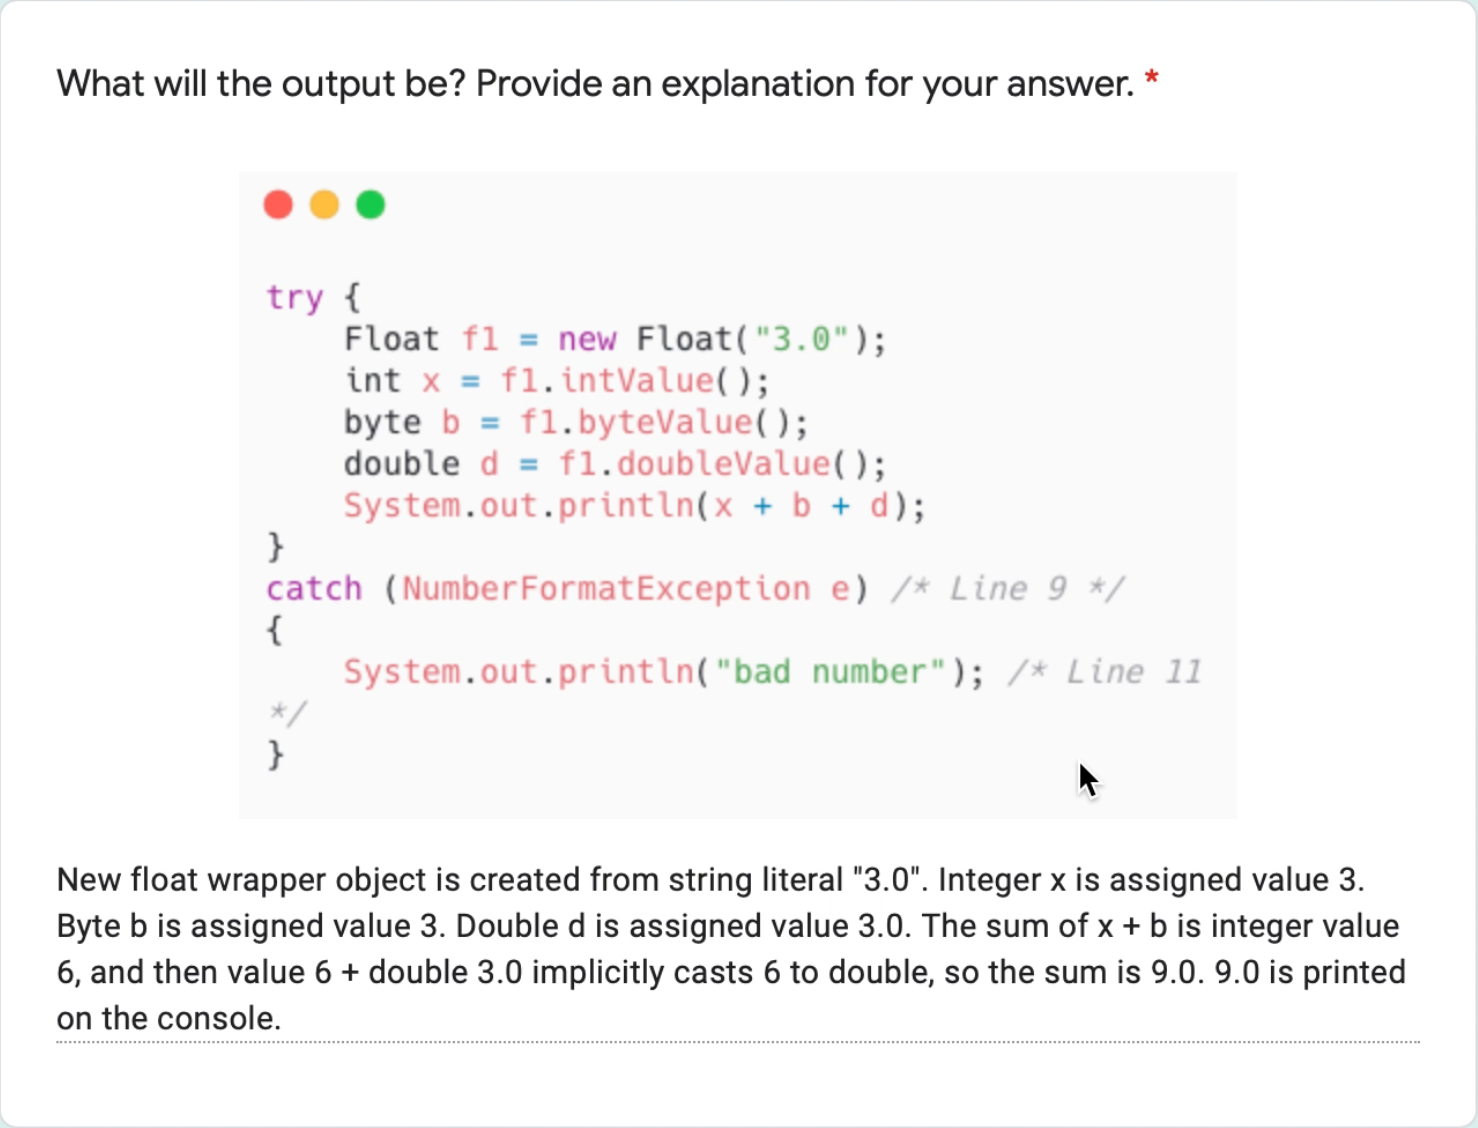 What will the output be? Provide an explanation for your answer. *
try {
    Float f1 = new Float("3.0");
    int x = f1.intValue();
    byte b = f1.byteValue();
    double d = f1.doubleValue();
    System.out.println(x + b + d);
}
catch (NumberFormatException e) /* Line 9 */
{
    System.out.println("bad number"); /* Line 11
*/
}
New float wrapper object is created from string literal "3.0". Integer x is assigned value 3.
Byte b is assigned value 3. Double d is assigned value 3.0. The sum of x + b is integer value
6, and then value 6 + double 3.0 implicitly casts 6 to double, so the sum is 9.0. 9.0 is printed
on the console.